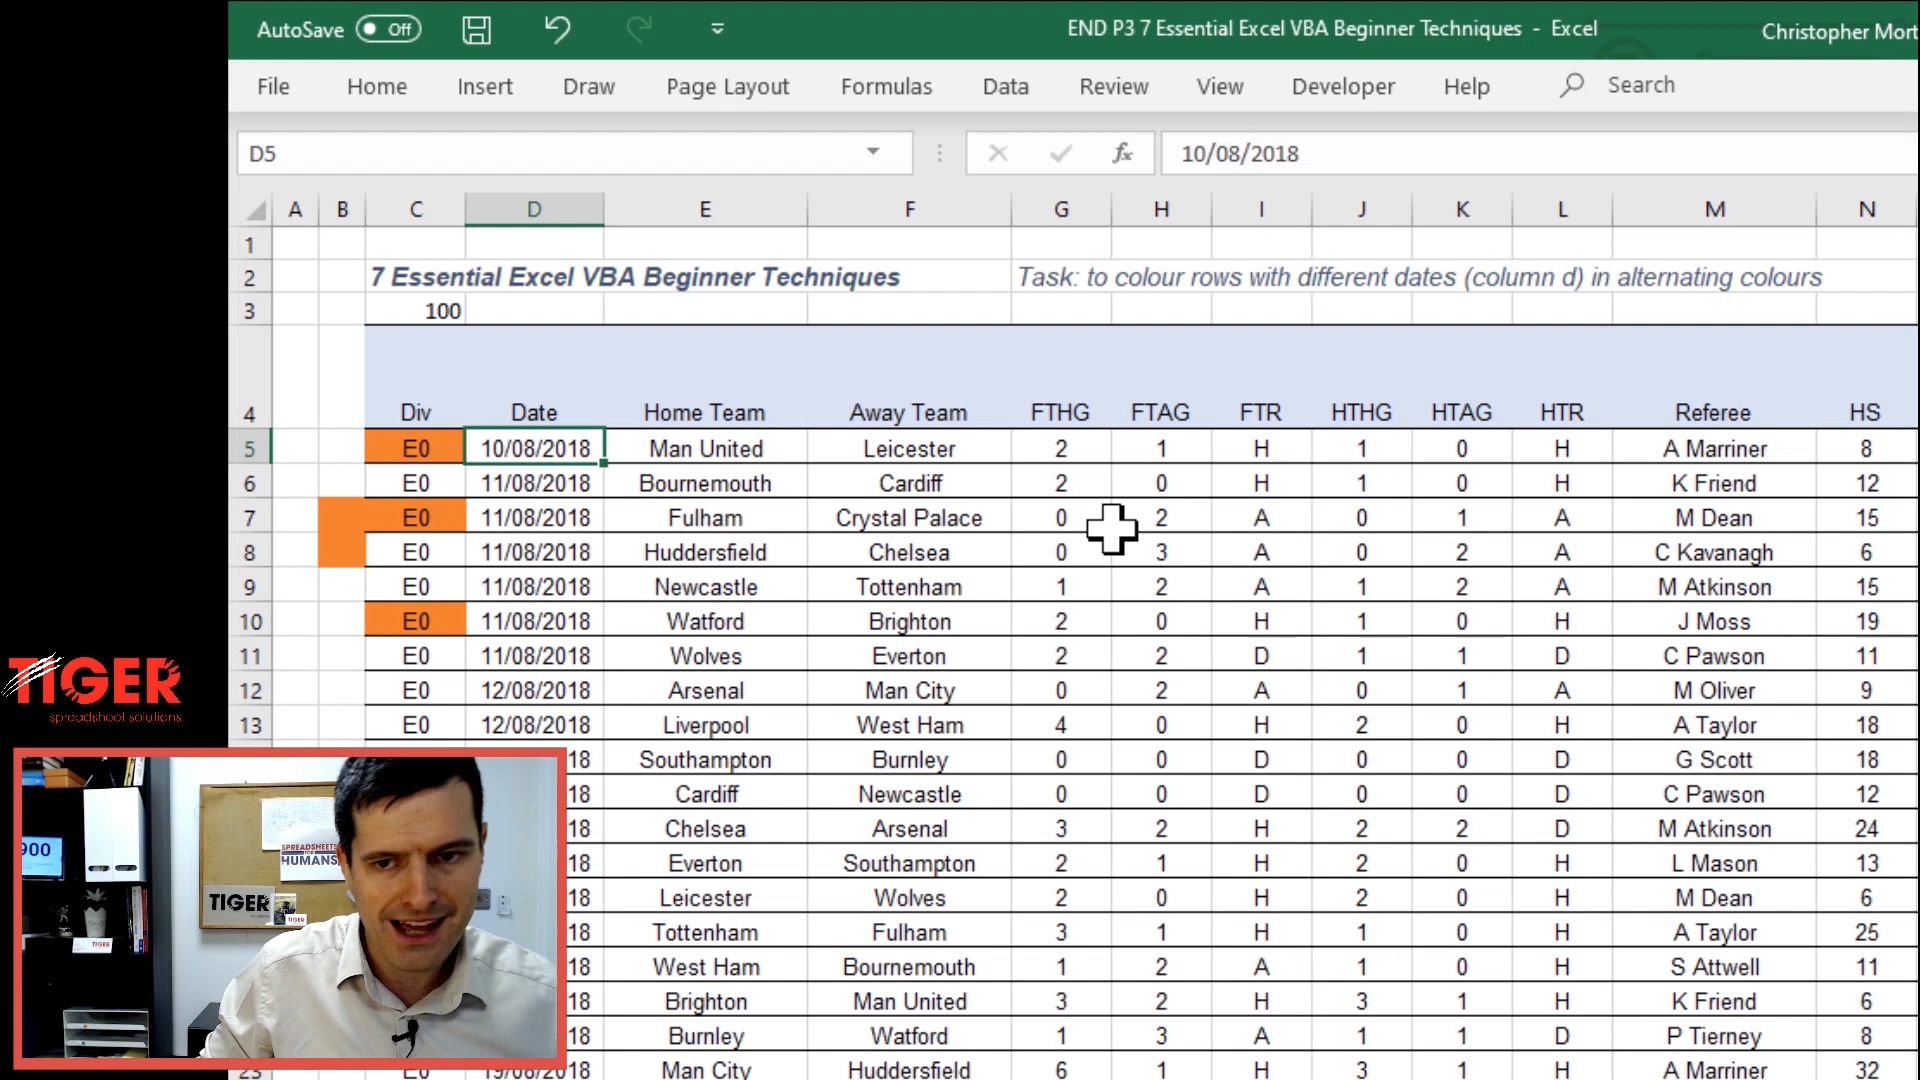 AutoSave Off END P3 7 Essential Excel VBA Beginner Techniques - Excel Christopher Mort
File Home Insert Draw Page Layout Formulas Data Review View Developer Help Search
D5 fx 10/08/2018
A B C D E F G H I J K L M N
1
2 7 Essential Excel VBA Beginner Techniques Task: to colour rows with different dates (column d) in alternating colours
3 100
4 Div Date Home Team Away Team FTHG FTAG FTR HTHG HTAG HTR Referee HS
5 E0 10/08/2018 Man United Leicester 2 1 H 1 0 H A Marriner 8
6 E0 11/08/2018 Bournemouth Cardiff 2 0 H 1 0 H K Friend 12
7 E0 11/08/2018 Fulham Crystal Palace 0 2 A 0 1 A M Dean 15
8 E0 11/08/2018 Huddersfield Chelsea 0 3 A 0 2 A C Kavanagh 6
9 E0 11/08/2018 Newcastle Tottenham 1 2 A 1 2 A M Atkinson 15
10 E0 11/08/2018 Watford Brighton 2 0 H 1 0 H J Moss 19
11 E0 11/08/2018 Wolves Everton 2 2 D 1 1 D C Pawson 11
12 E0 12/08/2018 Arsenal Man City 0 2 A 0 1 A M Oliver 9
13 E0 12/08/2018 Liverpool West Ham 4 0 H 2 0 H A Taylor 18
18 Southampton Burnley 0 0 D 0 0 D G Scott 18
18 Cardiff Newcastle 0 0 D 0 0 D C Pawson 12
18 Chelsea Arsenal 3 2 H 2 2 D M Atkinson 24
18 Everton Southampton 2 1 H 2 0 H L Mason 13
18 Leicester Wolves 2 0 H 2 0 H M Dean 6
18 Tottenham Fulham 3 1 H 1 0 H A Taylor 25
18 West Ham Bournemouth 1 2 A 1 0 H S Attwell 11
18 Brighton Man United 3 2 H 3 1 H K Friend 6
18 Burnley Watford 1 3 A 1 1 D P Tierney 8
23 E0 19/08/2018 Man City Huddersfield 6 1 H 3 1 H A Marriner 32
TIGER
spreadsheet solutions
900
SPREADSHEETS
HUMANS
TIGER
TIGER
TIGER